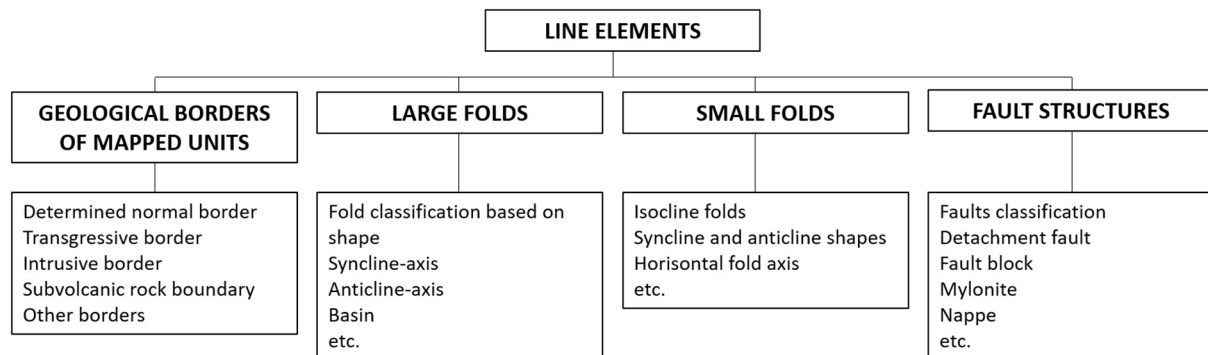 LINE ELEMENTS
GEOLOGICAL BORDERS
OF MAPPED UNITS
Determined normal border
Transgressive border
Intrusive border
Subvolcanic rock boundary
Other borders
LARGE FOLDS
Fold classification based on
shape
Syncline-axis
Anticline-axis
Basin
etc.
SMALL FOLDS
Isocline folds
Syncline and anticline shapes
Horisontal fold axis
etc.
FAULT STRUCTURES
Faults classification
Detachment fault
Fault block
Mylonite
Nappe
etc.